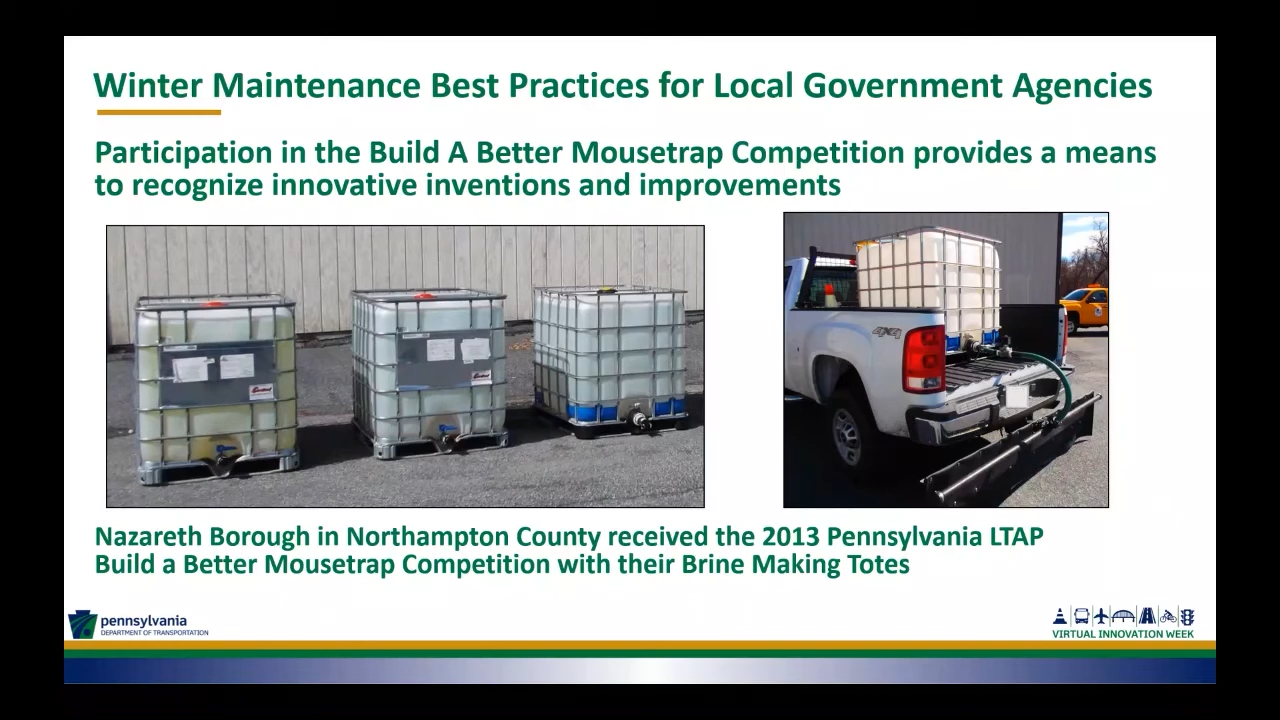 Winter Maintenance Best Practices for Local Government Agencies
Participation in the Build A Better Mousetrap Competition provides a means
to recognize innovative inventions and improvements
4x4
Nazareth Borough in Northampton County received the 2013 Pennsylvania LTAP
Build a Better Mousetrap Competition with their Brine Making Totes
pennsylvania
DEPARTMENT OF TRANSPORTATION
VIRTUAL INNOVATION WEEK